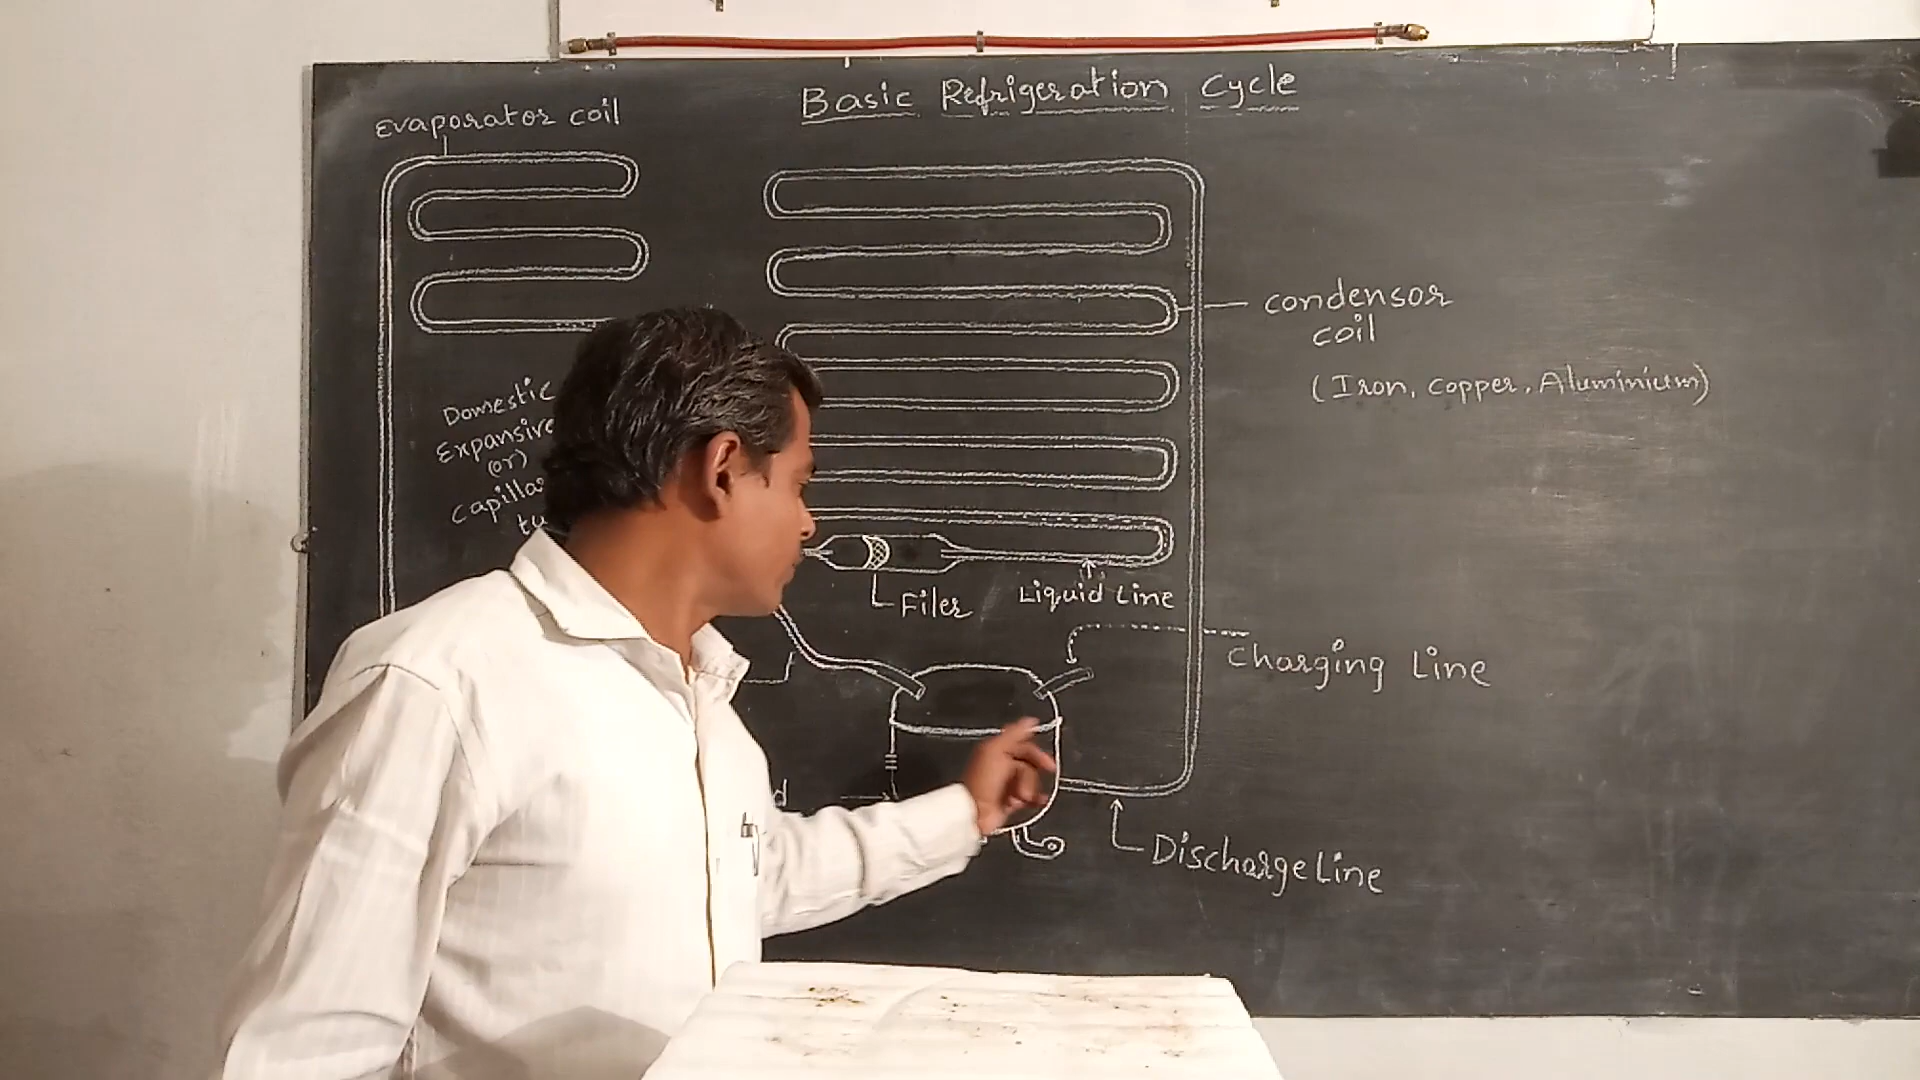 Basic Refrigeration Cycle
Evaporator coil
condensor
coil
(Iron, copper, Aluminium)
Domestic
Expansive
(or)
Capillar
tu
Filer
Liquid Line
Charging Line
d
Discharge Line